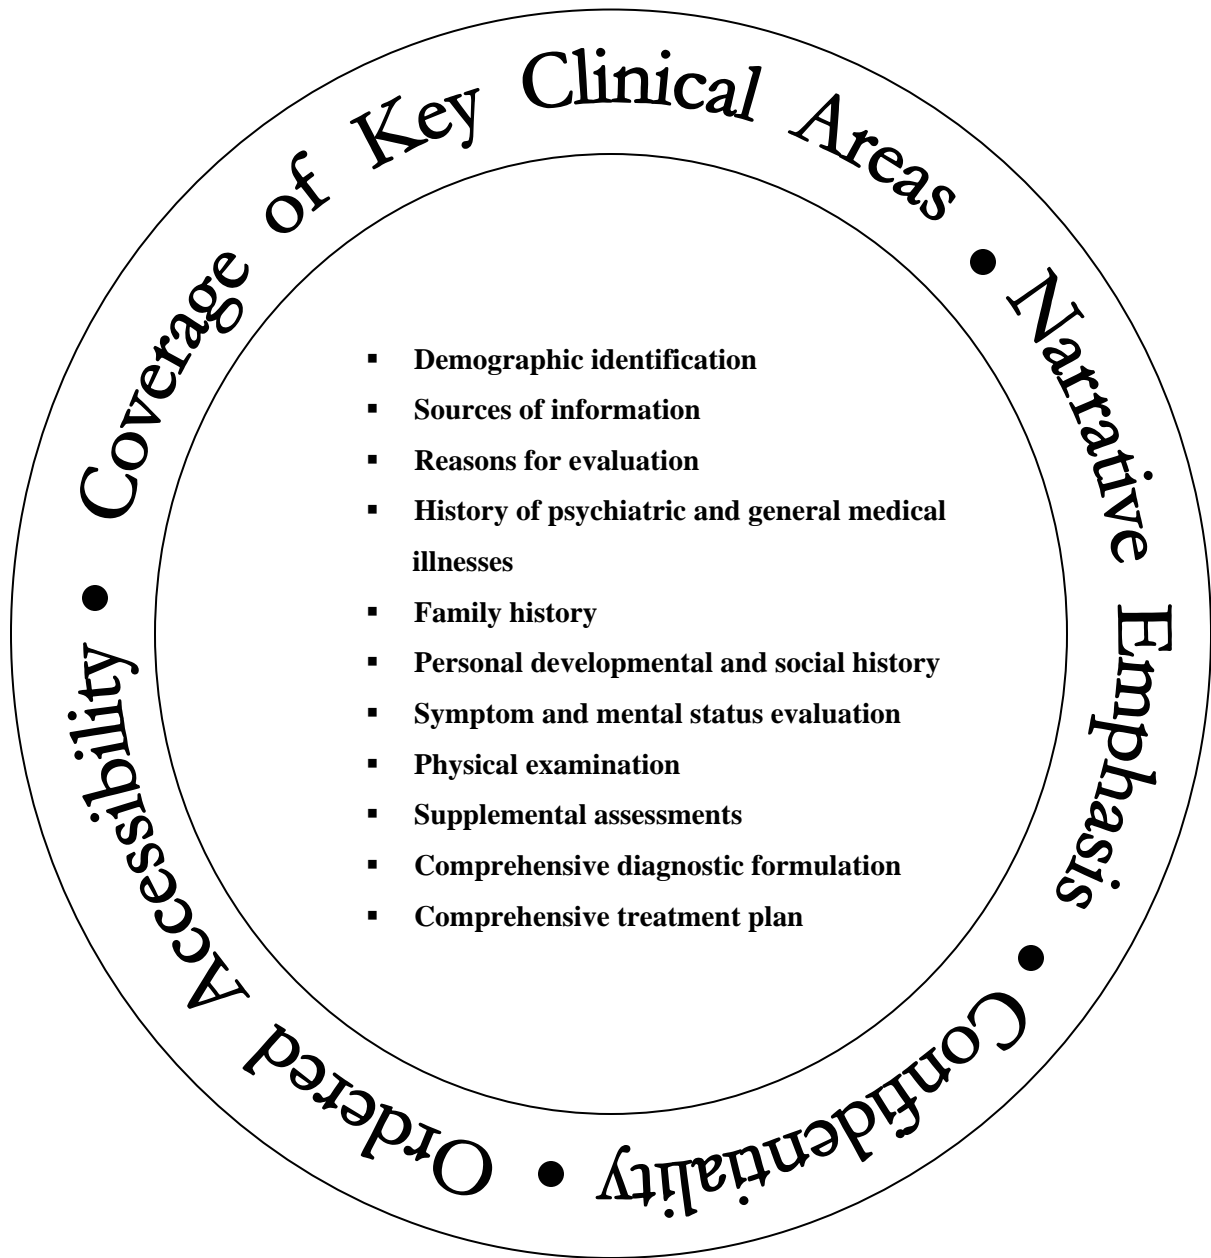 Coverage of Key Clinical Areas • Narrative Emphasis • Confidentiality • Ordered Accessibility •
▪ Demographic identification
▪ Sources of information
▪ Reasons for evaluation
▪ History of psychiatric and general medical
illnesses
▪ Family history
▪ Personal developmental and social history
▪ Symptom and mental status evaluation
▪ Physical examination
▪ Supplemental assessments
▪ Comprehensive diagnostic formulation
▪ Comprehensive treatment plan